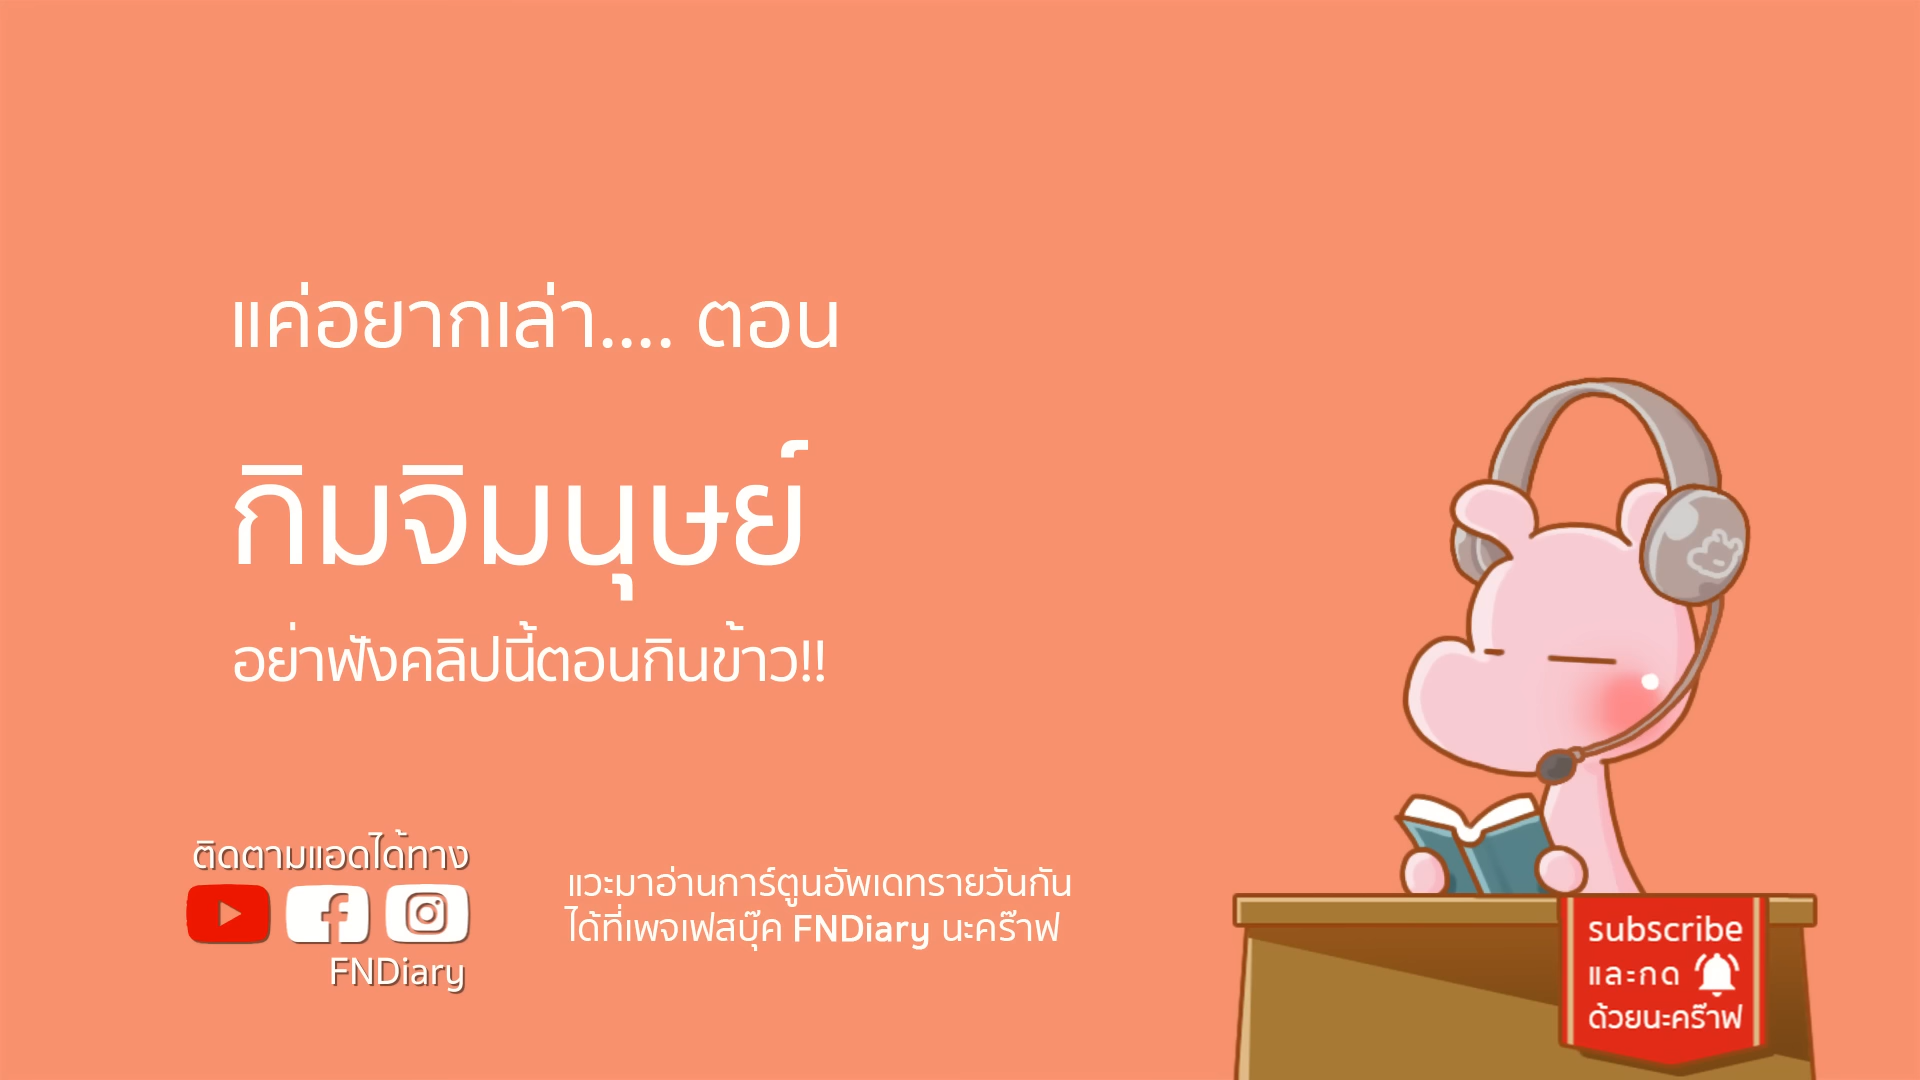 แค่อยากเล่า.... ตอน
กิมจิมนุษย์
อย่าฟังคลิปนี้ตอนกินข้าว!!
ติดตามแอดได้ทาง
FNDiary
แวะมาอ่านการ์ตูนอัพเดทรายวันกัน
ได้ที่เพจเฟสบุ๊ค FNDiary นะคร๊าฟ
subscribe
และกด
ด้วยนะคร๊าฟ